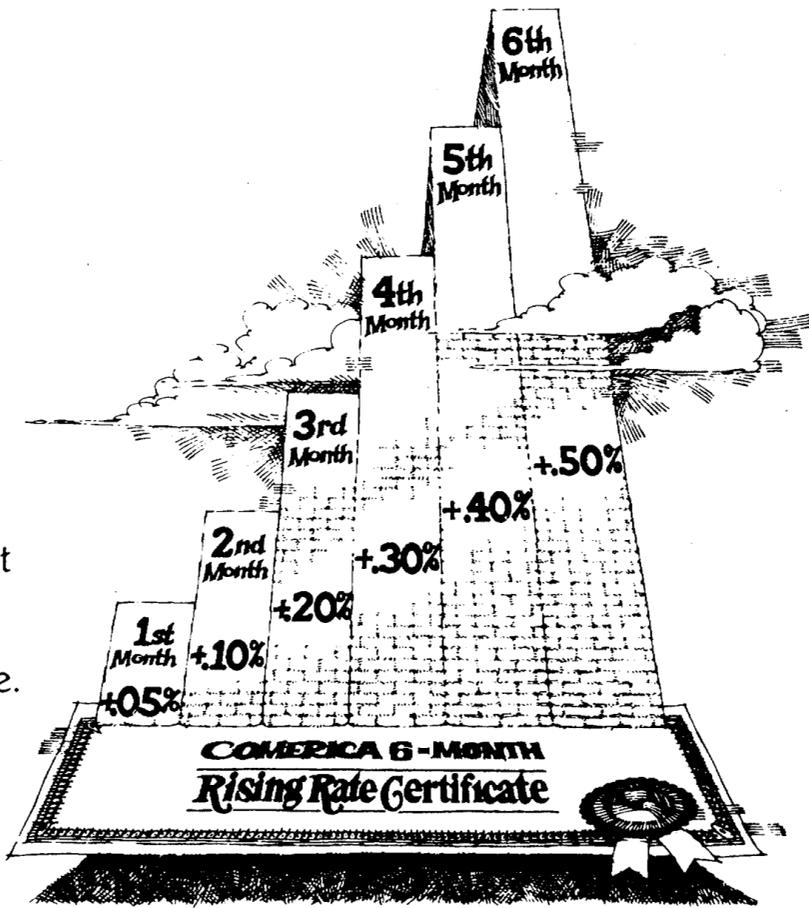 6th
Month
5th
Month
4th
Month
3rd
Month
+.50%
+.40%
2nd
Month
+.30%
+.20%
1st
Month
+.10%
+.05%
t
e.
COMERICA 6-MONTH
Rising Rate Certificate